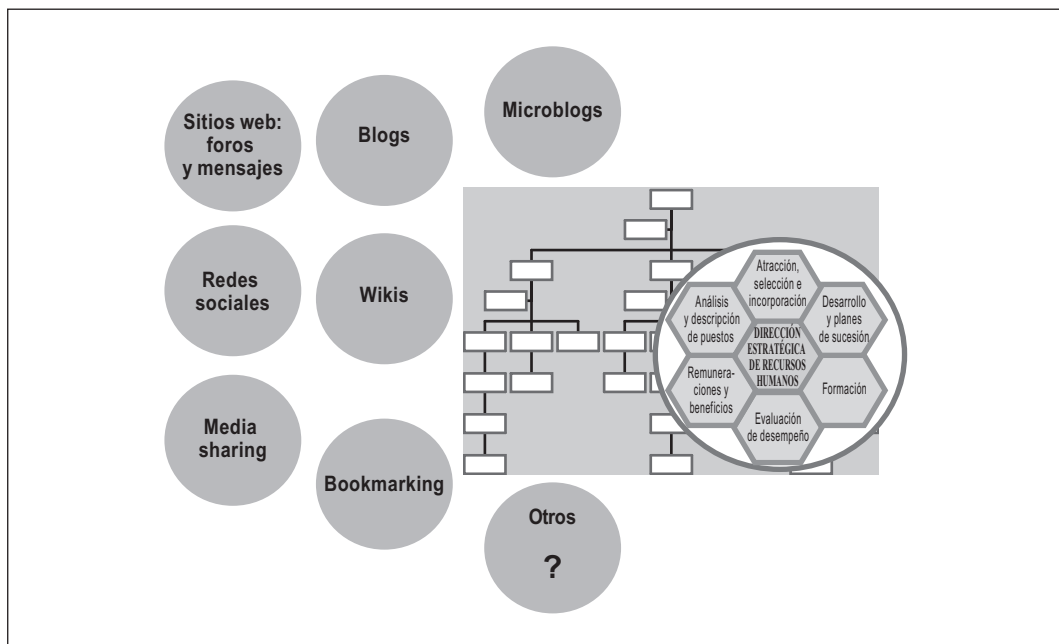 Sitios web:
foros
y mensajes
Blogs
Microblogs
Redes
sociales
Wikis
Media
sharing
Bookmarking
Otros
?
Atracción,
selección e
incorporación
Análisis
y descripción
de puestos
Desarrollo
y planes
de sucesión
DIRECCIÓN
ESTRATÉGICA
DE RECURSOS
HUMANOS
Remunera-
ciones y
beneficios
Formación
Evaluación
de desempeño